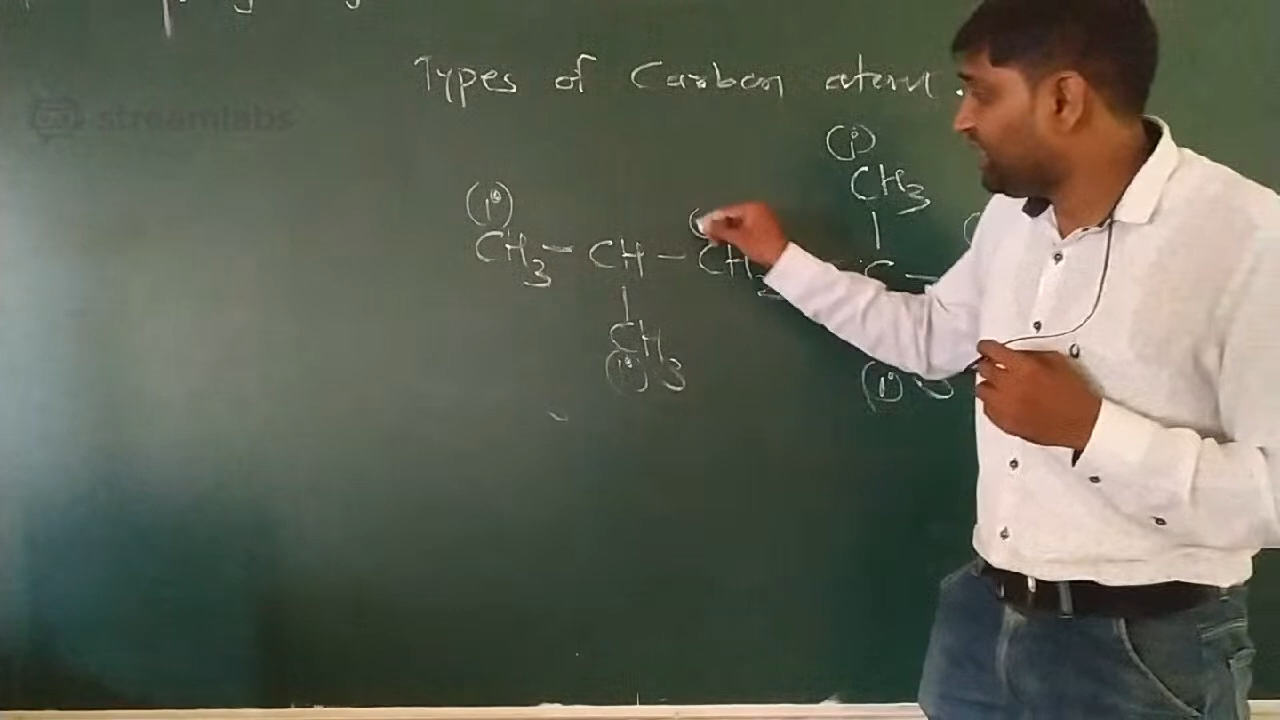 streamlabs
Types of Carbon atom.
(1°)
CH3
(1°)
CH3 - CH - CH2 - C -
CH3
(1°)
(1°)